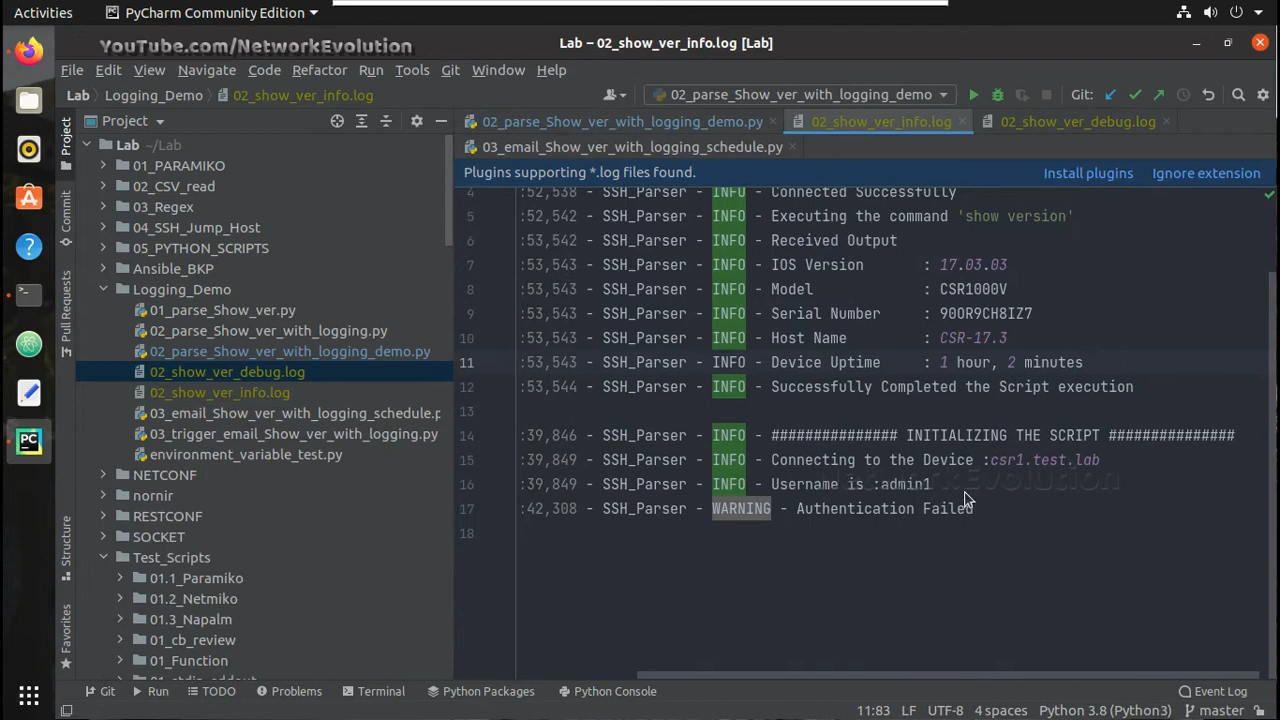 Activities
PyCharm Community Edition
YouTube.com/NetworkEvolution
Lab – 02_show_ver_info.log [Lab]
File Edit View Navigate Code Refactor Run Tools Git Window Help
Lab Logging_Demo 02_show_ver_info.log
02_parse_Show_ver_with_logging_demo
Git:
Project
02_parse_Show_ver_with_logging_demo.py
02_show_ver_info.log
02_show_ver_debug.log
03_email_Show_ver_with_logging_schedule.py
Plugins supporting *.log files found.
Install plugins
Ignore extension
Project
Commit
Pull Requests
Structure
Favorites
Lab ~/Lab
01_PARAMIKO
02_CSV_read
03_Regex
04_SSH_Jump_Host
05_PYTHON_SCRIPTS
Ansible_BKP
Logging_Demo
01_parse_Show_ver.py
02_parse_Show_ver_with_logging.py
02_parse_Show_ver_with_logging_demo.py
02_show_ver_debug.log
02_show_ver_info.log
03_email_Show_ver_with_logging_schedule.p
03_trigger_email_Show_ver_with_logging.py
environment_variable_test.py
NETCONF
nornir
RESTCONF
SOCKET
Test_Scripts
01.1_Paramiko
01.2_Netmiko
01.3_Napalm
01_cb_review
01_Function
4 :52,538 - SSH_Parser - INFO - Connected Successfully
5 :52,542 - SSH_Parser - INFO - Executing the command 'show version'
6 :53,542 - SSH_Parser - INFO - Received Output
7 :53,543 - SSH_Parser - INFO - IOS Version : 17.03.03
8 :53,543 - SSH_Parser - INFO - Model : CSR1000V
9 :53,543 - SSH_Parser - INFO - Serial Number : 90OR9CH8IZ7
10 :53,543 - SSH_Parser - INFO - Host Name : CSR-17.3
11 :53,543 - SSH_Parser - INFO - Device Uptime : 1 hour, 2 minutes
12 :53,544 - SSH_Parser - INFO - Successfully Completed the Script execution
13
14 :39,846 - SSH_Parser - INFO - ############### INITIALIZING THE SCRIPT ###############
15 :39,849 - SSH_Parser - INFO - Connecting to the Device :csr1.test.lab
16 :39,849 - SSH_Parser - INFO - Username is :admin1
17 :42,308 - SSH_Parser - WARNING - Authentication Failed
18
Git Run TODO Problems Terminal Python Packages Python Console Event Log
11:83 LF UTF-8 4 spaces Python 3.8 (Python3) master